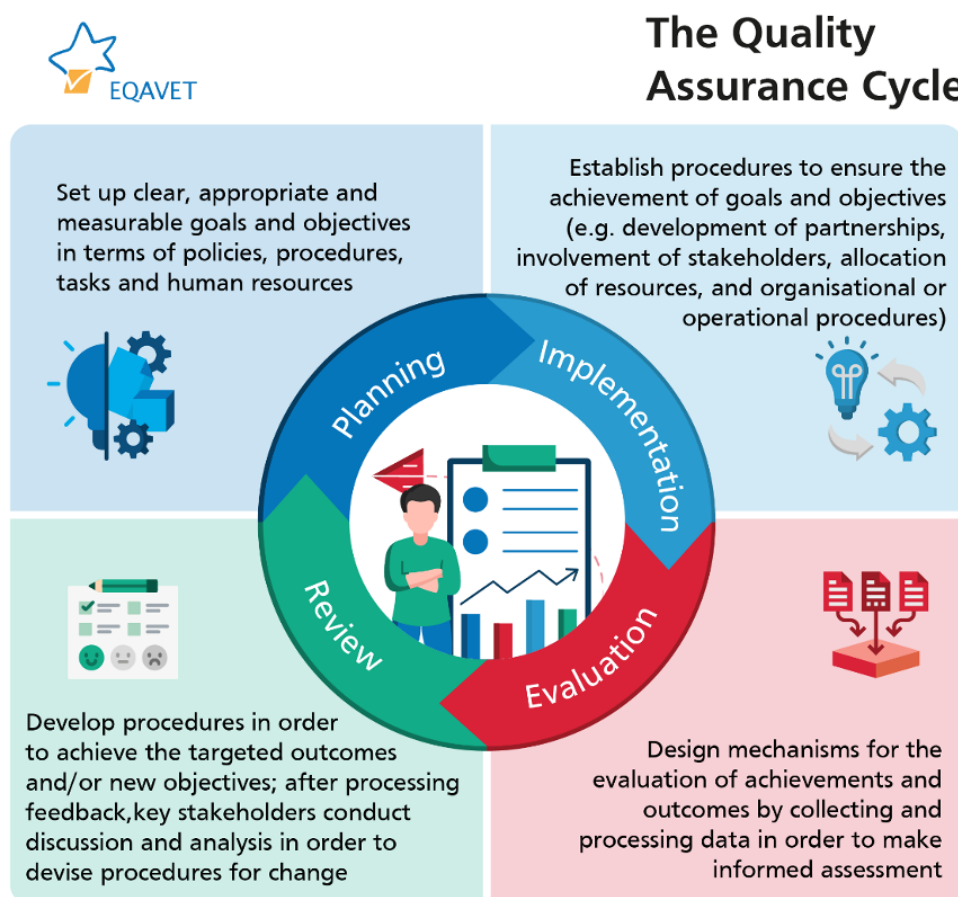 EQAVET
The Quality
Assurance Cycle
Set up clear, appropriate and
measurable goals and objectives
in terms of policies, procedures,
tasks and human resources
Establish procedures to ensure the
achievement of goals and objectives
(e.g. development of partnerships,
involvement of stakeholders, allocation
of resources, and organisational or
operational procedures)
Planning
Implementation
Evaluation
Review
Develop procedures in order
to achieve the targeted outcomes
and/or new objectives; after processing
feedback,key stakeholders conduct
discussion and analysis in order to
devise procedures for change
Design mechanisms for the
evaluation of achievements and
outcomes by collecting and
processing data in order to make
informed assessment